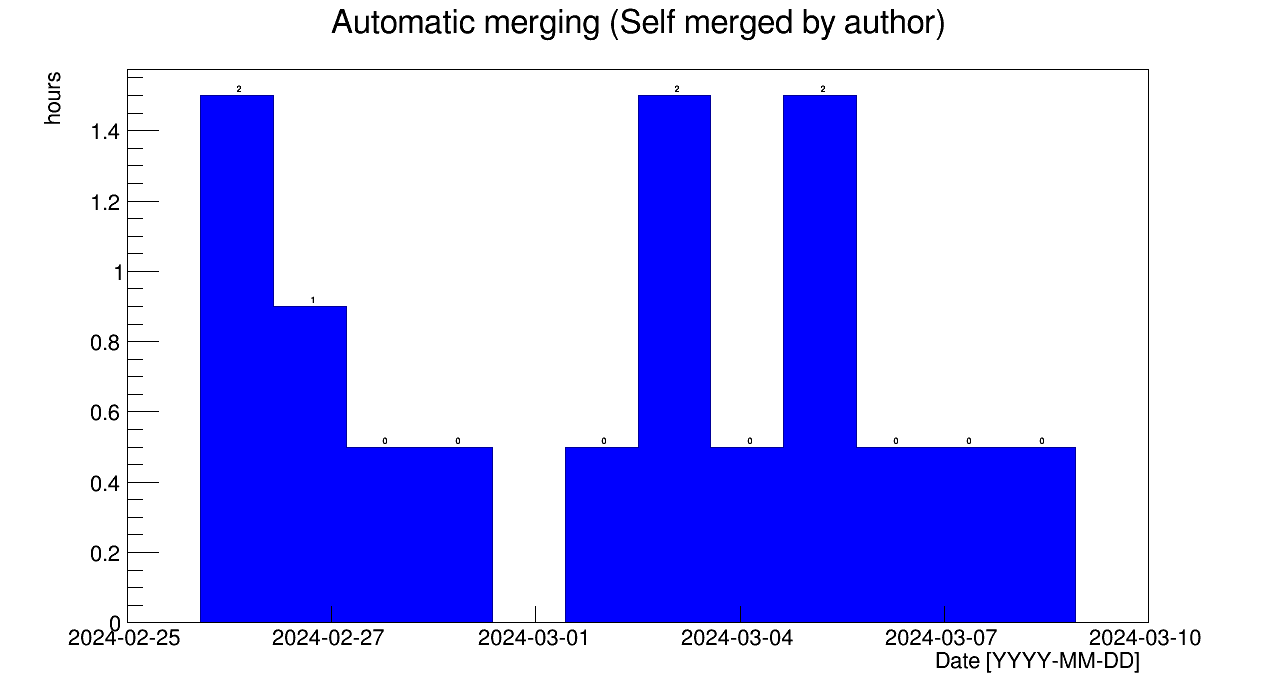 Automatic merging (Self merged by author)
hours
1.4
1.2
1
0.8
0.6
0.4
0.2
0
2 1 0 0 0 2 0 2 0 0 0
2024-02-25 2024-02-27 2024-03-01 2024-03-04 2024-03-07 2024-03-10
Date [YYYY-MM-DD]